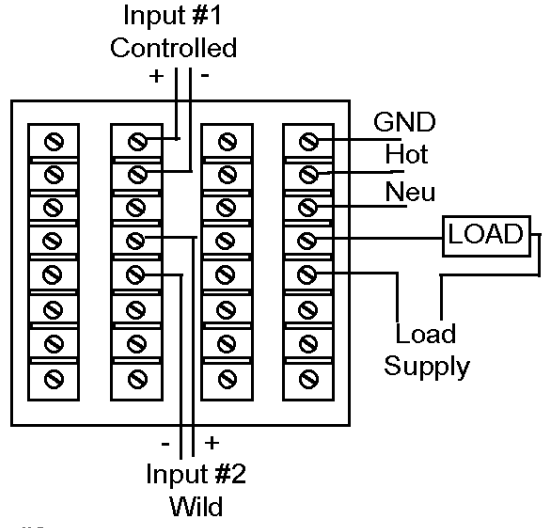 Input #1
Controlled
+ -
GND
Hot
Neu
LOAD
Load
Supply
- +
Input #2
Wild